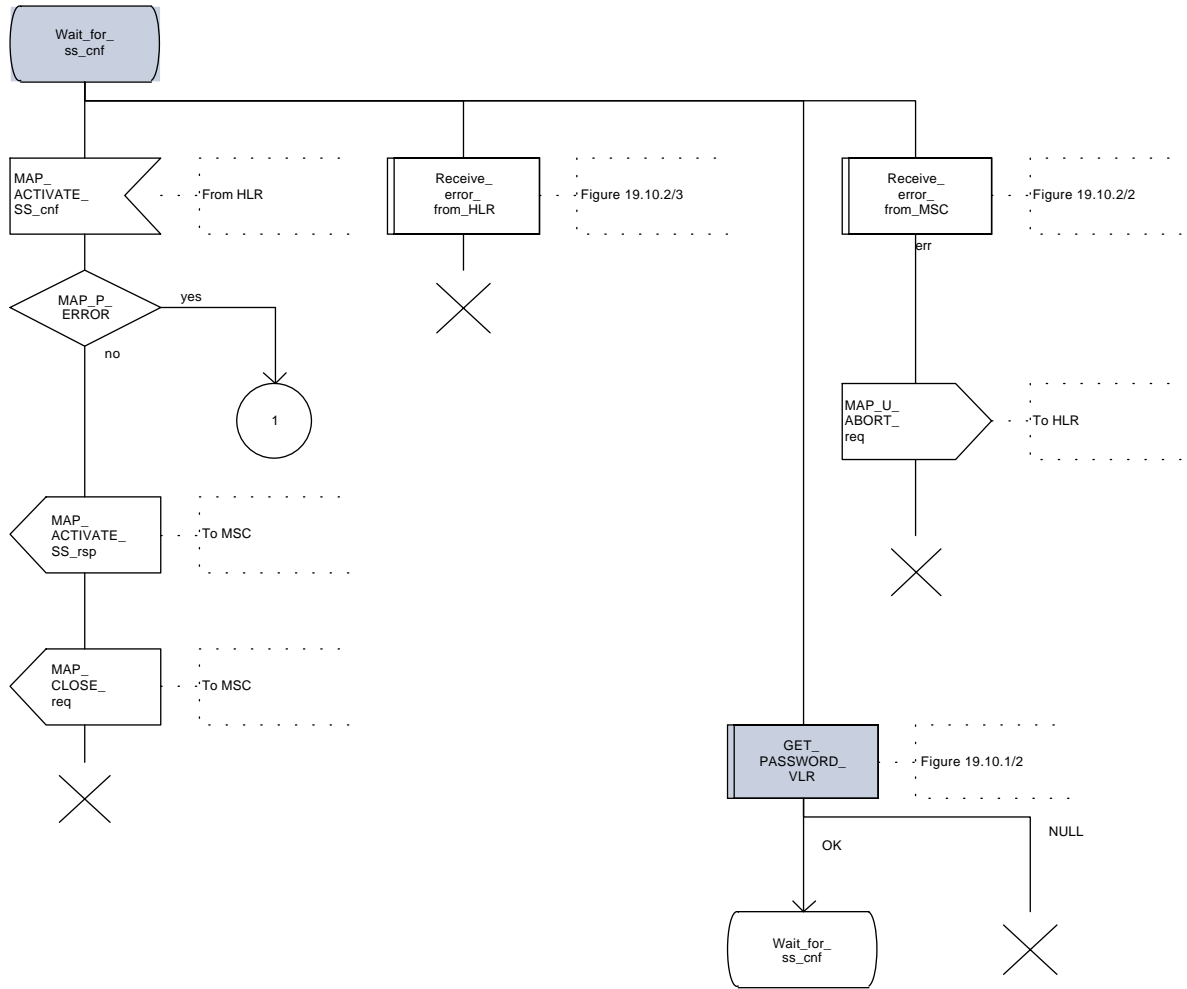 Wait_for_
ss_cnf
MAP_
ACTIVATE_
SS_cnf
From HLR
Receive_
error_
from_HLR
Figure 19.10.2/3
Receive_
error_
from_MSC
Figure 19.10.2/2
err
MAP_P_
ERROR
yes
no
1
MAP_U_
ABORT_
req
To HLR
MAP_
ACTIVATE_
SS_rsp
To MSC
MAP_
CLOSE_
req
To MSC
GET_
PASSWORD_
VLR
Figure 19.10.1/2
OK
NULL
Wait_for_
ss_cnf